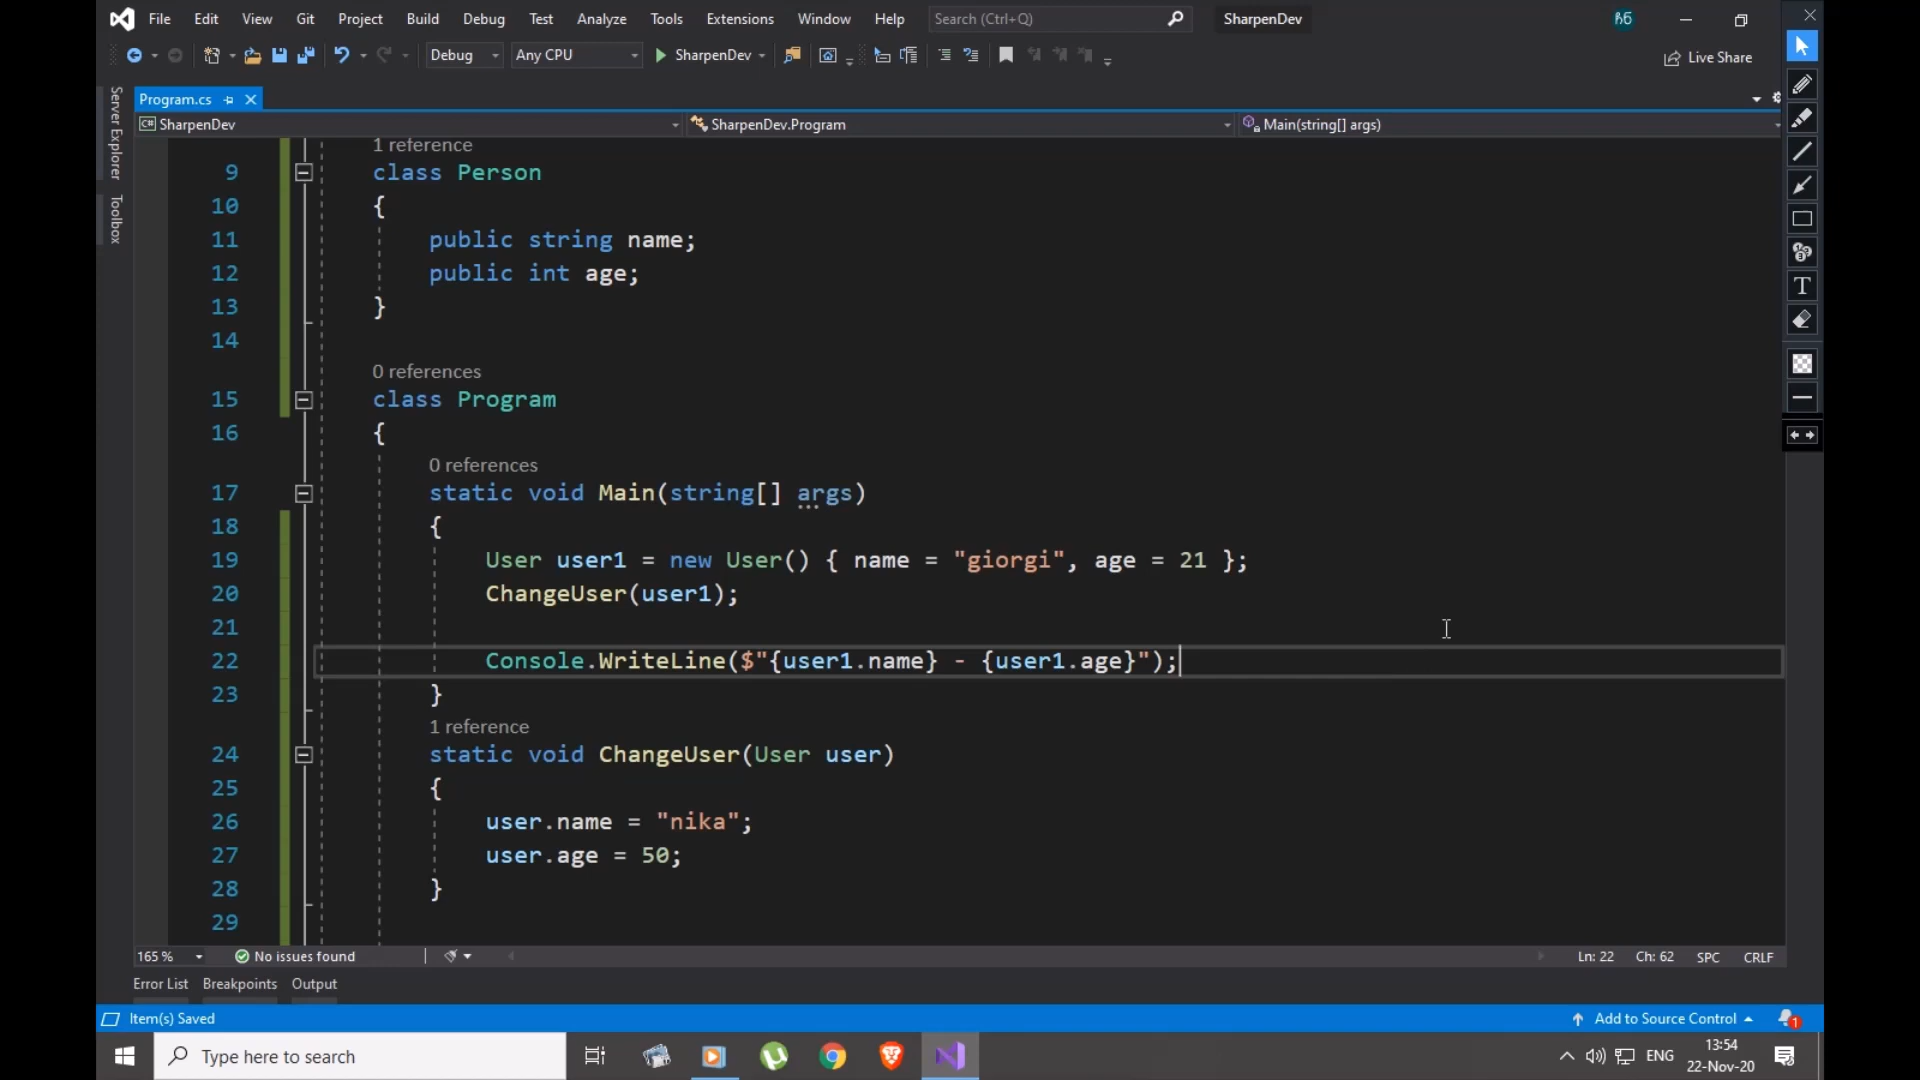 File Edit View Git Project Build Debug Test Analyze Tools Extensions Window Help Search (Ctrl+Q) SharpenDev
Debug Any CPU SharpenDev Live Share
Server Explorer
Toolbox
Program.cs
C# SharpenDev SharpenDev.Program Main(string[] args)
1 reference
9 class Person
10 {
11 public string name;
12 public int age;
13 }
14
0 references
15 class Program
16 {
0 references
17 static void Main(string[] args)
18 {
19 User user1 = new User() { name = "giorgi", age = 21 };
20 ChangeUser(user1);
21
22 Console.WriteLine($"{user1.name} - {user1.age}");
23 }
1 reference
24 static void ChangeUser(User user)
25 {
26 user.name = "nika";
27 user.age = 50;
28 }
29
165 % No issues found Ln: 22 Ch: 62 SPC CRLF
Error List Breakpoints Output
Item(s) Saved Add to Source Control 1
Type here to search ENG 13:54
22-Nov-20